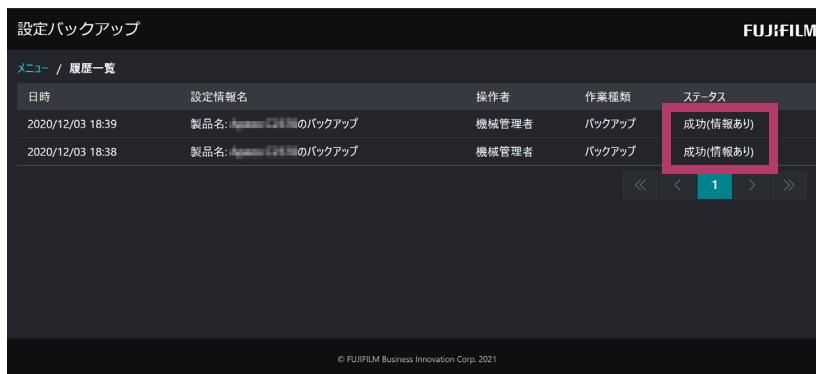 設定バックアップ
FUJIFILM
メニュー / 履歴一覧
日時 設定情報名 操作者 作業種類 ステータス
2020/12/03 18:39 製品名: のバックアップ 機械管理者 バックアップ 成功(情報あり)
2020/12/03 18:38 製品名: のバックアップ 機械管理者 バックアップ 成功(情報あり)
1
© FUJIFILM Business Innovation Corp. 2021